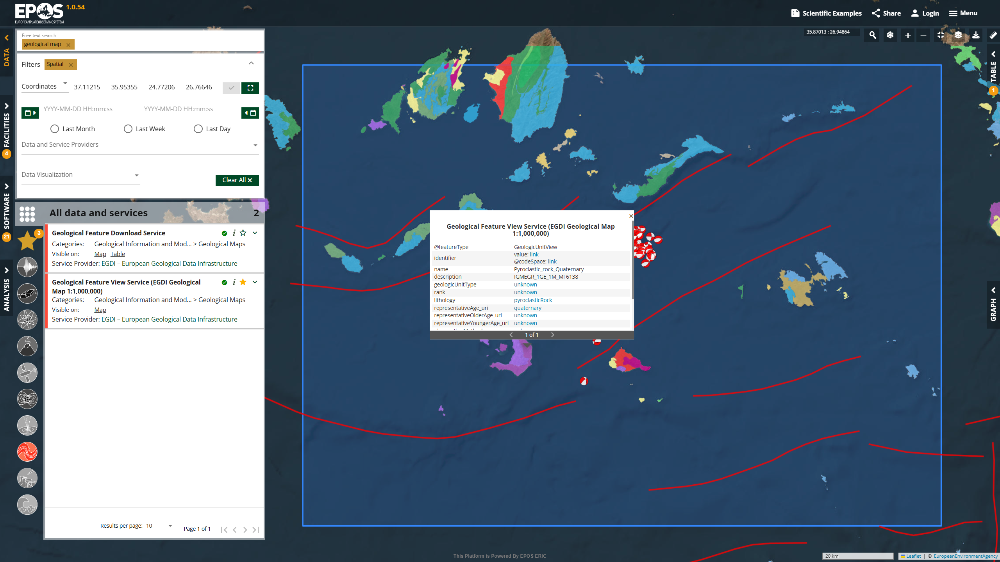 EPOS 1.0.54
EUROPEANPLATEOBSERVINGSYSTEM
Scientific Examples
Share
Login
Menu
35.87013 : 26.94864
DATA
FACILITIES
4
SOFTWARE
21
ANALYSIS
TABLE
1
GRAPH
Free text search
geological map
Filters
Spatial
Coordinates
37.11215
35.95355
24.77206
26.76646
YYYY-MM-DD HH:mm:ss
YYYY-MM-DD HH:mm:ss
Last Month
Last Week
Last Day
Data and Service Providers
Data Visualization
Clear All
All data and services
2
3
Geological Feature Download Service
Categories: Geological Information and Mod... > Geological Maps
Visible on: Map Table
Service Provider: EGDI – European Geological Data Infrastructure
Geological Feature View Service (EGDI Geological
Map 1:1,000,000)
Categories: Geological Information and Mod... > Geological Maps
Visible on: Map
Service Provider: EGDI – European Geological Data Infrastructure
Results per page: 10
Page 1 of 1
Geological Feature View Service (EGDI Geological Map
1:1,000,000)
@featureType GeologicUnitView
identifier value: link
@codeSpace: link
name Pyroclastic_rock_Quaternary
description IGMEGR_1GE_1M_MF6138
geologicUnitType unknown
rank unknown
lithology pyroclasticRock
representativeAge_uri quaternary
representativeOlderAge_uri unknown
representativeYoungerAge_uri unknown
1 of 1
This Platform is Powered By EPOS ERIC
20 km
Leaflet | © EuropeanEnvironmentAgency